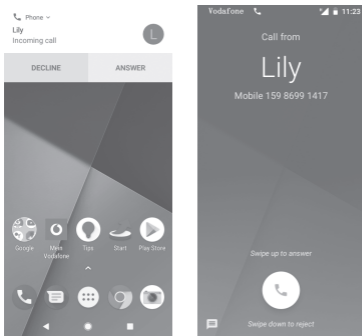 Phone
Lily
Incoming call
L
DECLINE ANSWER
Google Mein Vodafone Tips Start Play Store
Vodafone 11:23
Call from
Lily
Mobile 159 8699 1417
Swipe up to answer
Swipe down to reject